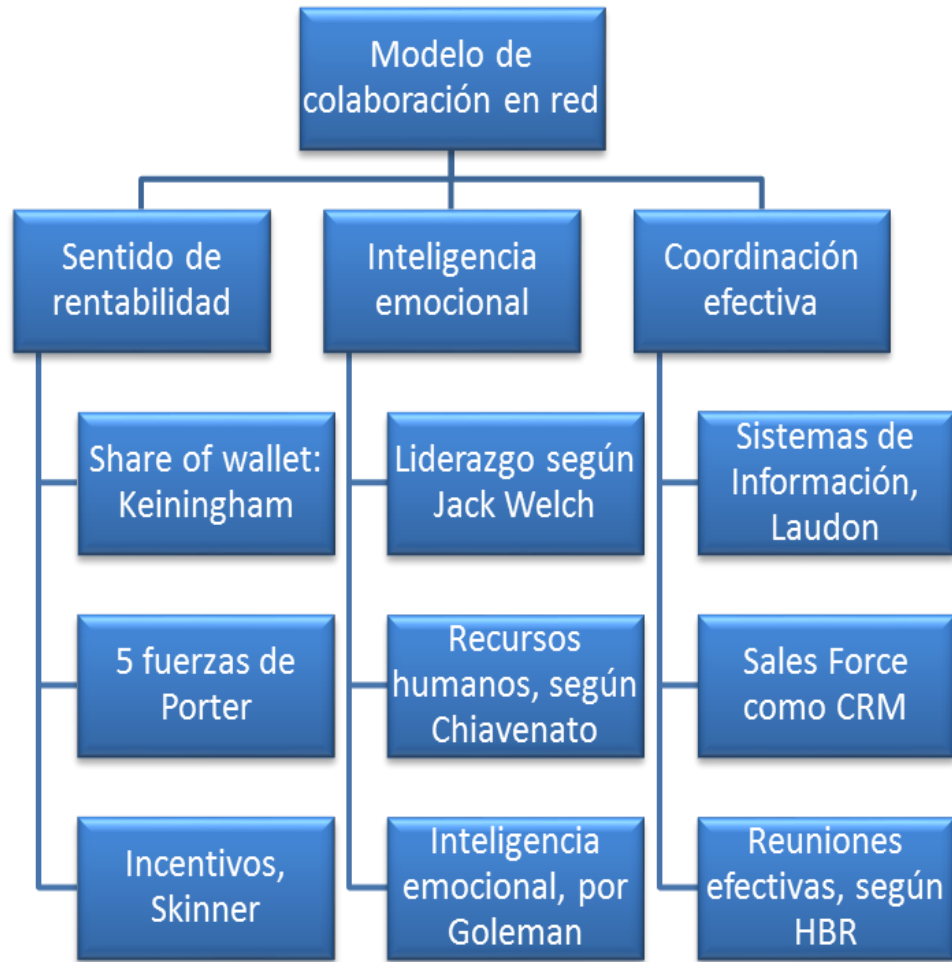 Modelo de
colaboración en red
Sentido de
rentabilidad
Inteligencia
emocional
Coordinación
efectiva
Share of wallet:
Keiningham
Liderazgo según
Jack Welch
Sistemas de
Información,
Laudon
5 fuerzas de
Porter
Recursos
humanos, según
Chiavenato
Sales Force
como CRM
Incentivos,
Skinner
Inteligencia
emocional, por
Goleman
Reuniones
efectivas, según
HBR